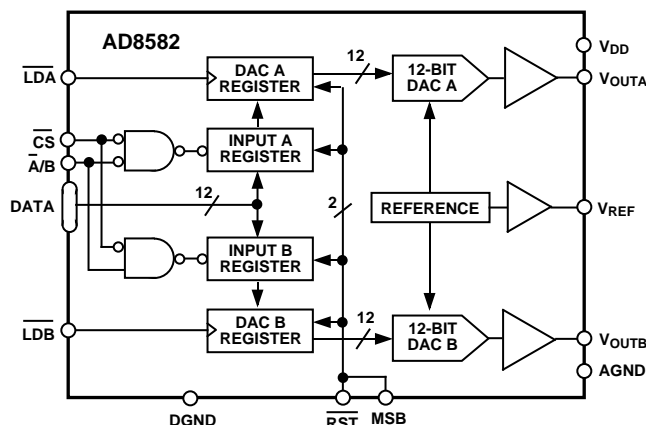 AD8582
LDA
CS
A/B
DATA
LDB
DAC A
REGISTER
INPUT A
REGISTER
INPUT B
REGISTER
DAC B
REGISTER
12
12
2
12
12-BIT
DAC A
REFERENCE
12-BIT
DAC B
VDD
VOUTA
VREF
VOUTB
AGND
DGND
RST
MSB